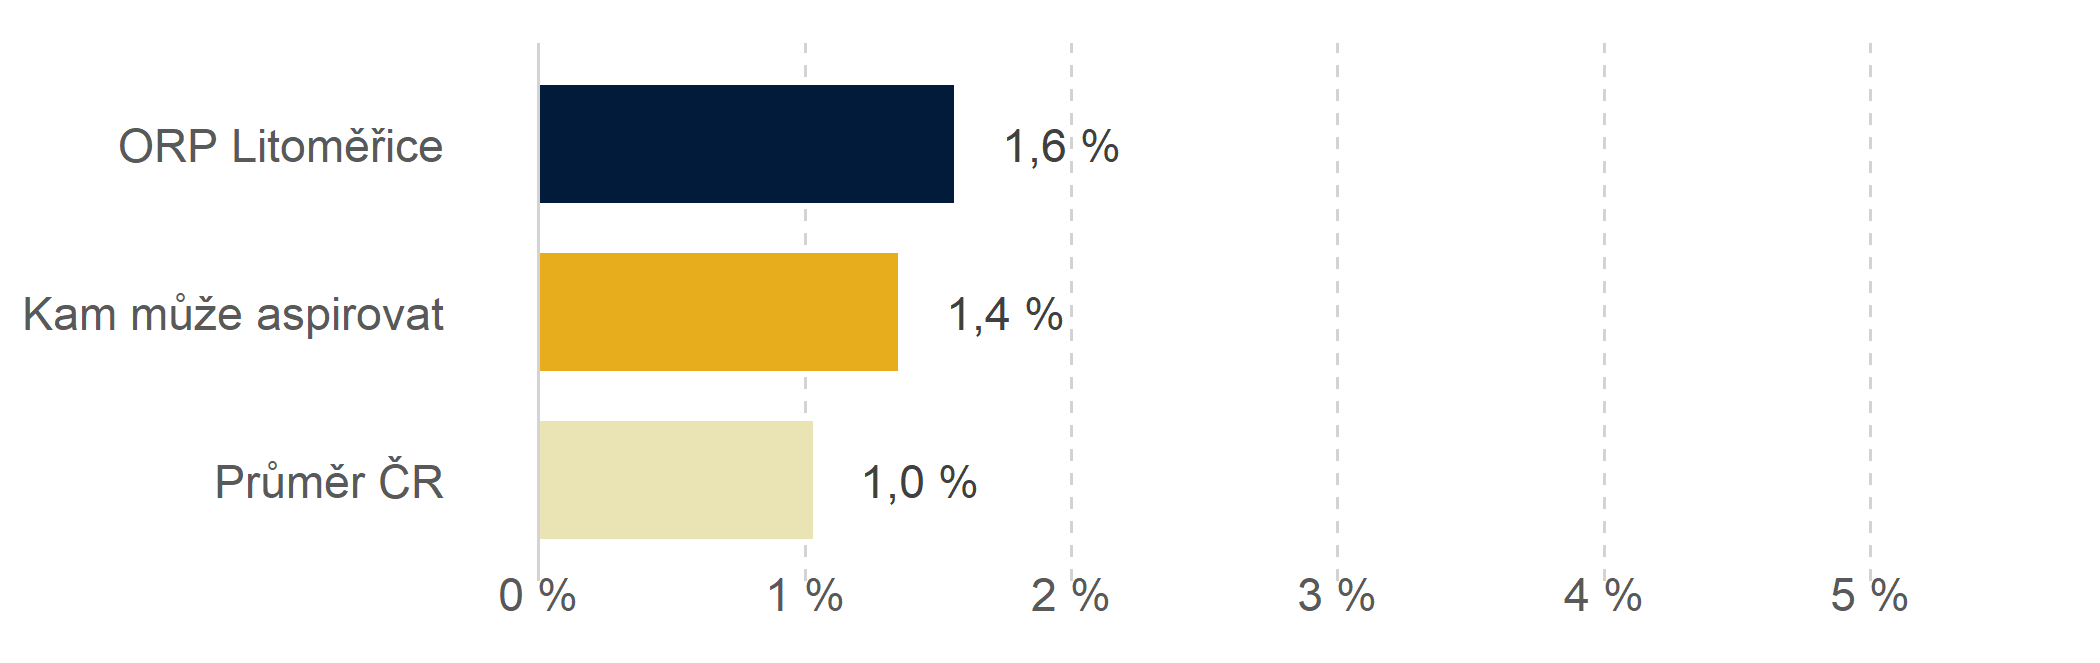 ORP Litoměřice
1,6 %
Kam může aspirovat
1,4 %
Průměr ČR
1,0 %
0 % 1 % 2 % 3 % 4 % 5 %